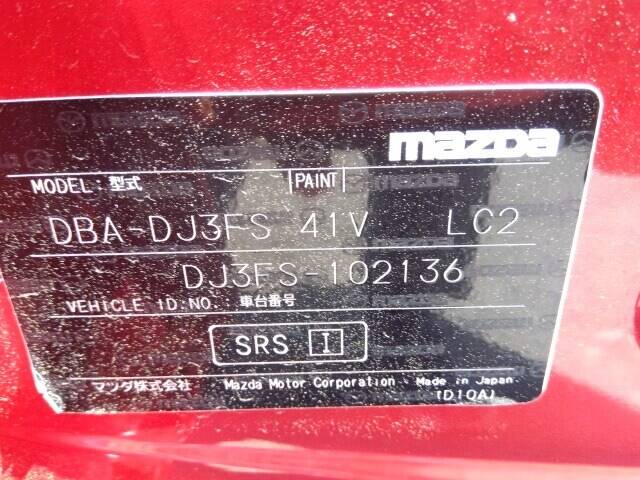 mazda
MODEL: 型式 PAINT
DBA-DJ3FS 41V LC2
DJ3FS-102136
VEHICLE ID.NO.: 車台番号
SRS I
マツダ株式会社 Mazda Motor Corporation Made in Japan
(D10A)